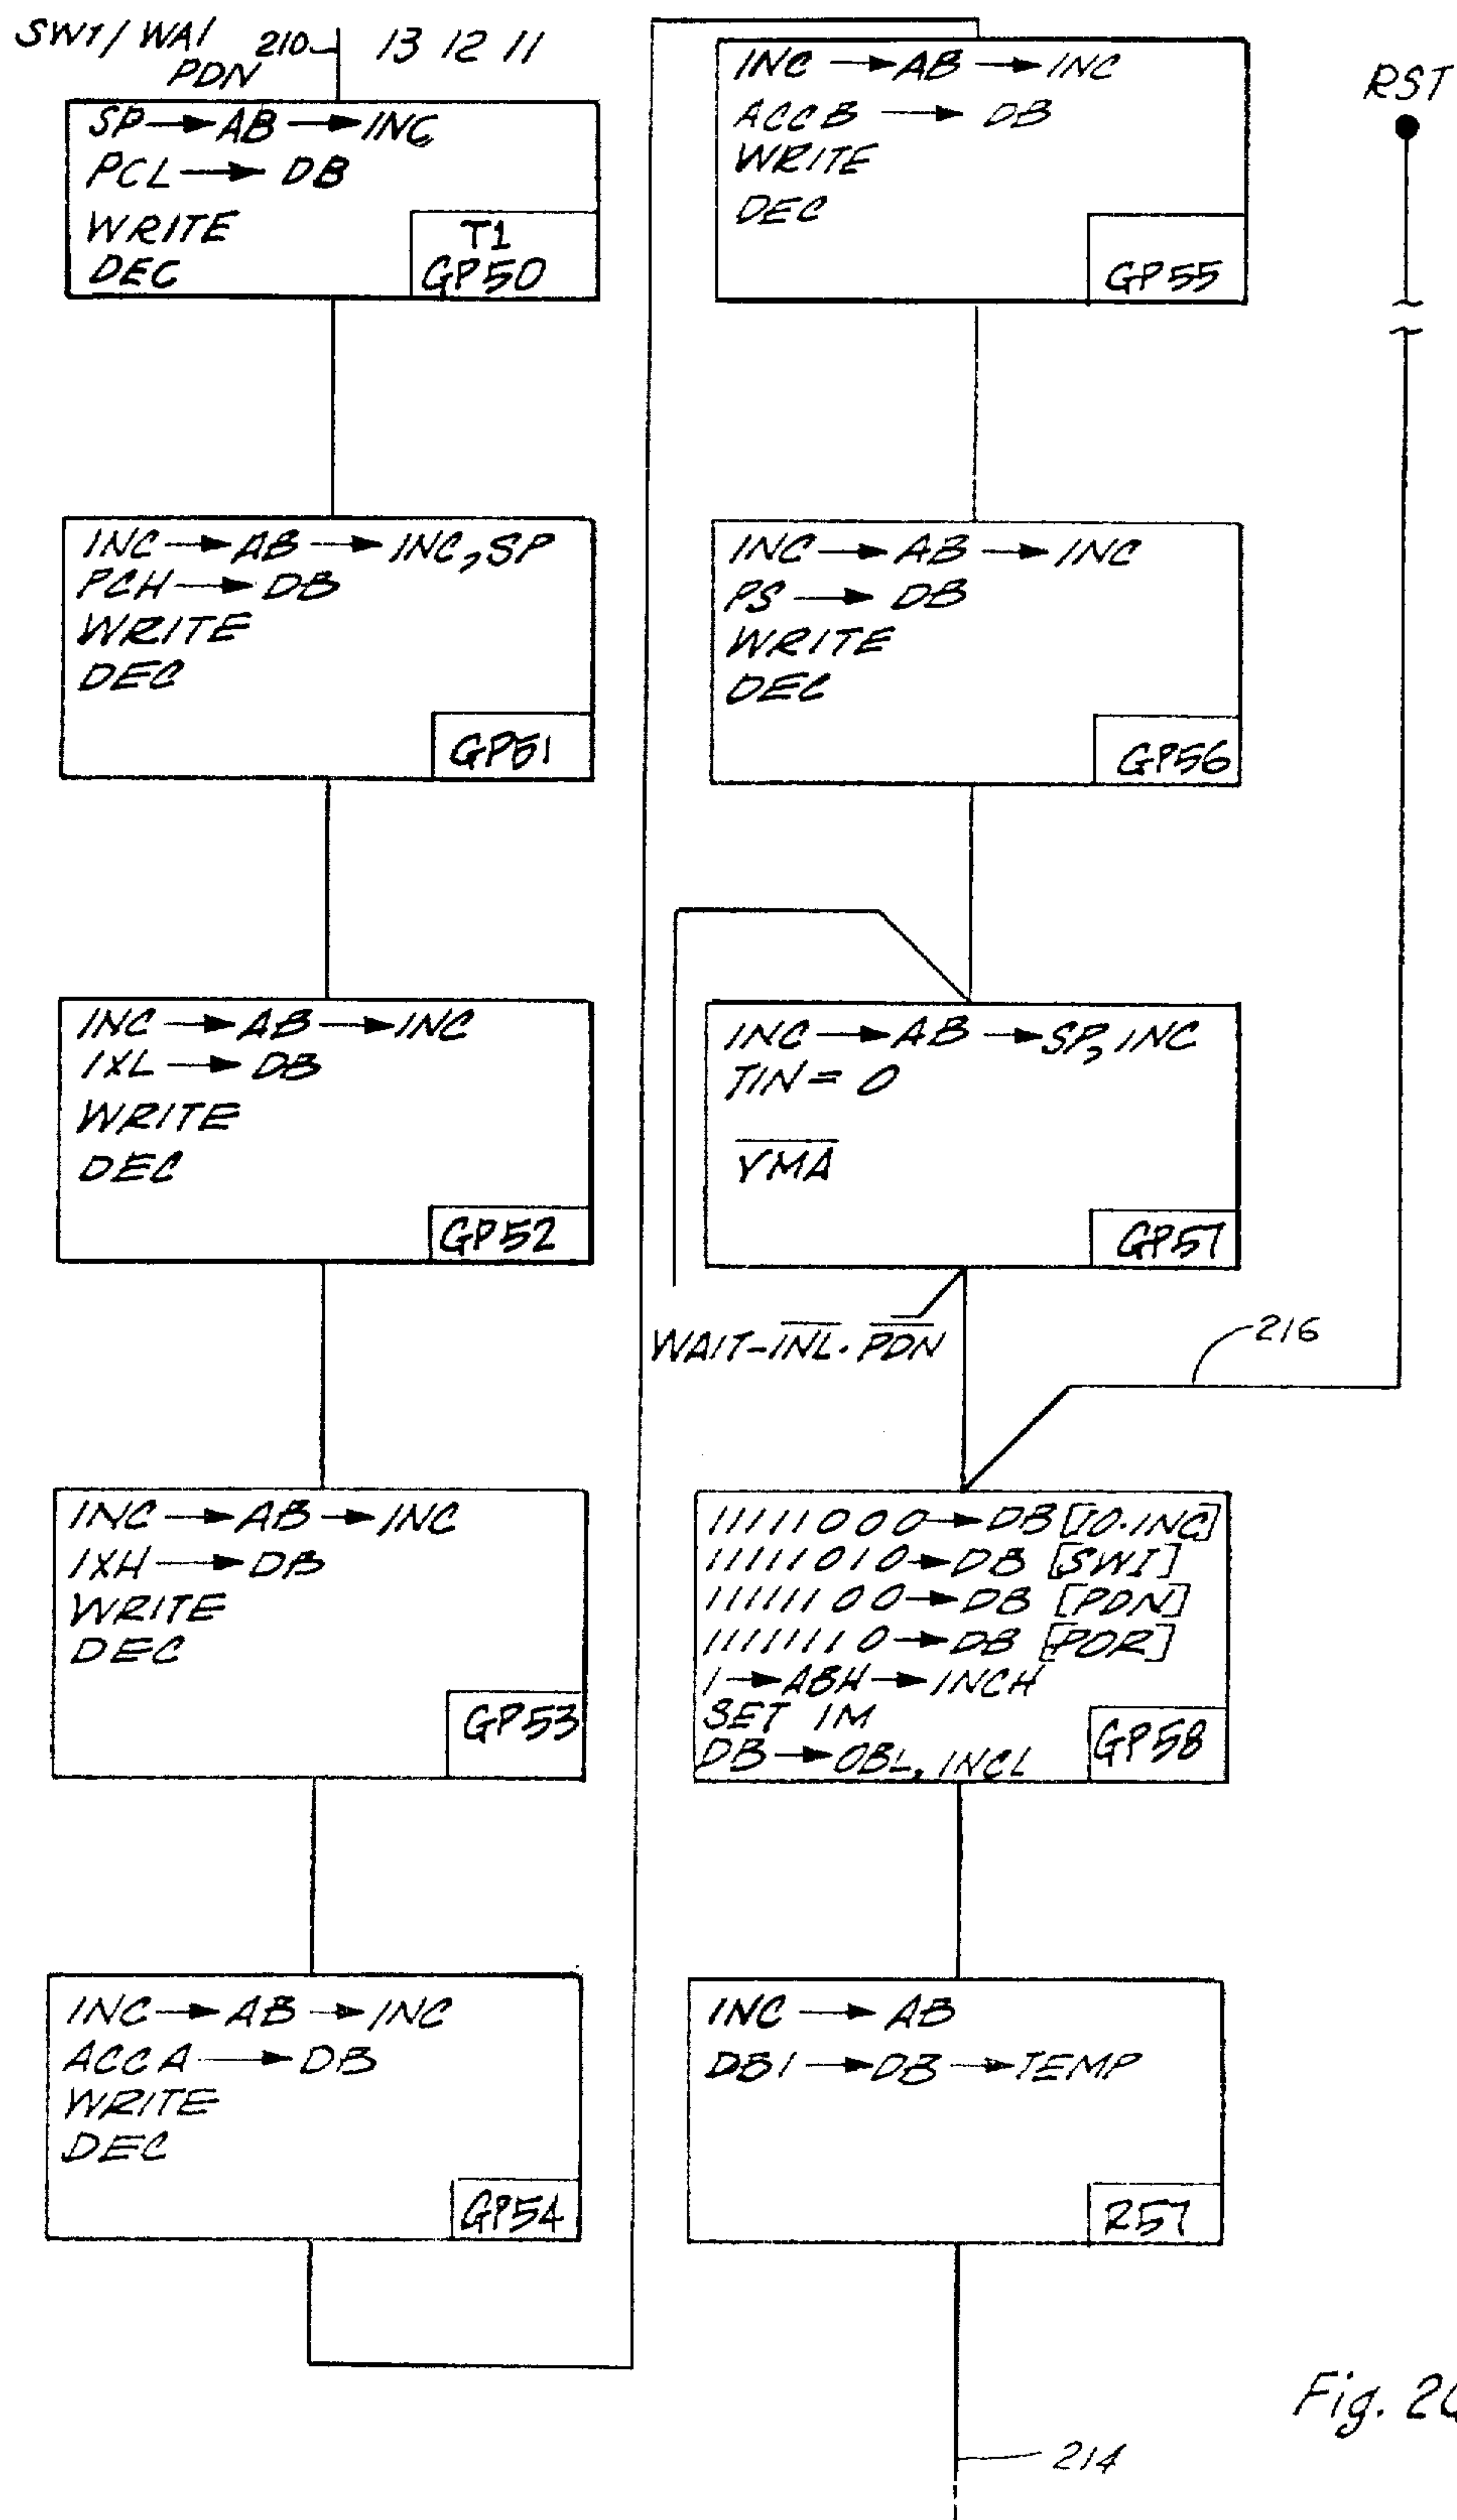 SWI/WAI 210 13 12 11
PDN
SP→AB→INC
PCL→DB
WRITE
DEC
T1
GP50
INC→AB→INC,SP
PCH→DB
WRITE
DEC
GP51
INC→AB→INC
IXL→DB
WRITE
DEC
GP52
INC→AB→INC
IXH→DB
WRITE
DEC
GP53
INC→AB→INC
ACCA→DB
WRITE
DEC
GP54
INC→AB→INC
ACCB→DB
WRITE
DEC
GP55
INC→AB→INC
PS→DB
WRITE
DEC
GP56
INC→AB→SP,INC
TIN=0
V̅M̅A̅
GP57
WAIT-I̅N̅L̅·P̅D̅N̅
RST
216
11111000→DB [IO·INC]
11111010→DB [SWI]
11111100→DB [PDN]
11111110→DB [POR]
1→ABH→INCH
SET IM
DB→OBL,INCL
GP58
INC→AB
DBI→DB→TEMP
R57
214
Fig.